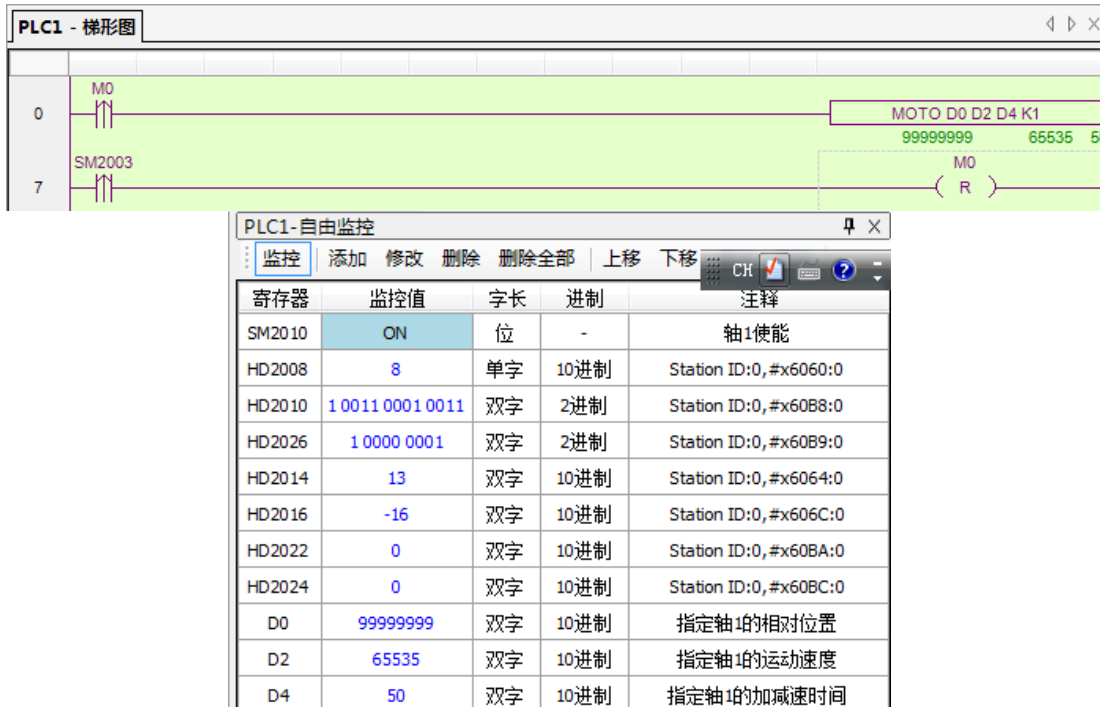 PLC1 - 梯形图
M0
0
MOTO D0 D2 D4 K1
99999999 65535 5
SM2003
M0
7
R
PLC1-自由监控
监控 添加 修改 删除 删除全部 上移 下移
CH
寄存器 监控值 字长 进制 注释
SM2010 ON 位 - 轴1使能
HD2008 8 单字 10进制 Station ID:0,#x6060:0
HD2010 1 0011 0001 0011 双字 2进制 Station ID:0,#x60B8:0
HD2026 1 0000 0001 双字 2进制 Station ID:0,#x60B9:0
HD2014 13 双字 10进制 Station ID:0,#x6064:0
HD2016 -16 双字 10进制 Station ID:0,#x606C:0
HD2022 0 双字 10进制 Station ID:0,#x60BA:0
HD2024 0 双字 10进制 Station ID:0,#x60BC:0
D0 99999999 双字 10进制 指定轴1的相对位置
D2 65535 双字 10进制 指定轴1的运动速度
D4 50 双字 10进制 指定轴1的加减速时间